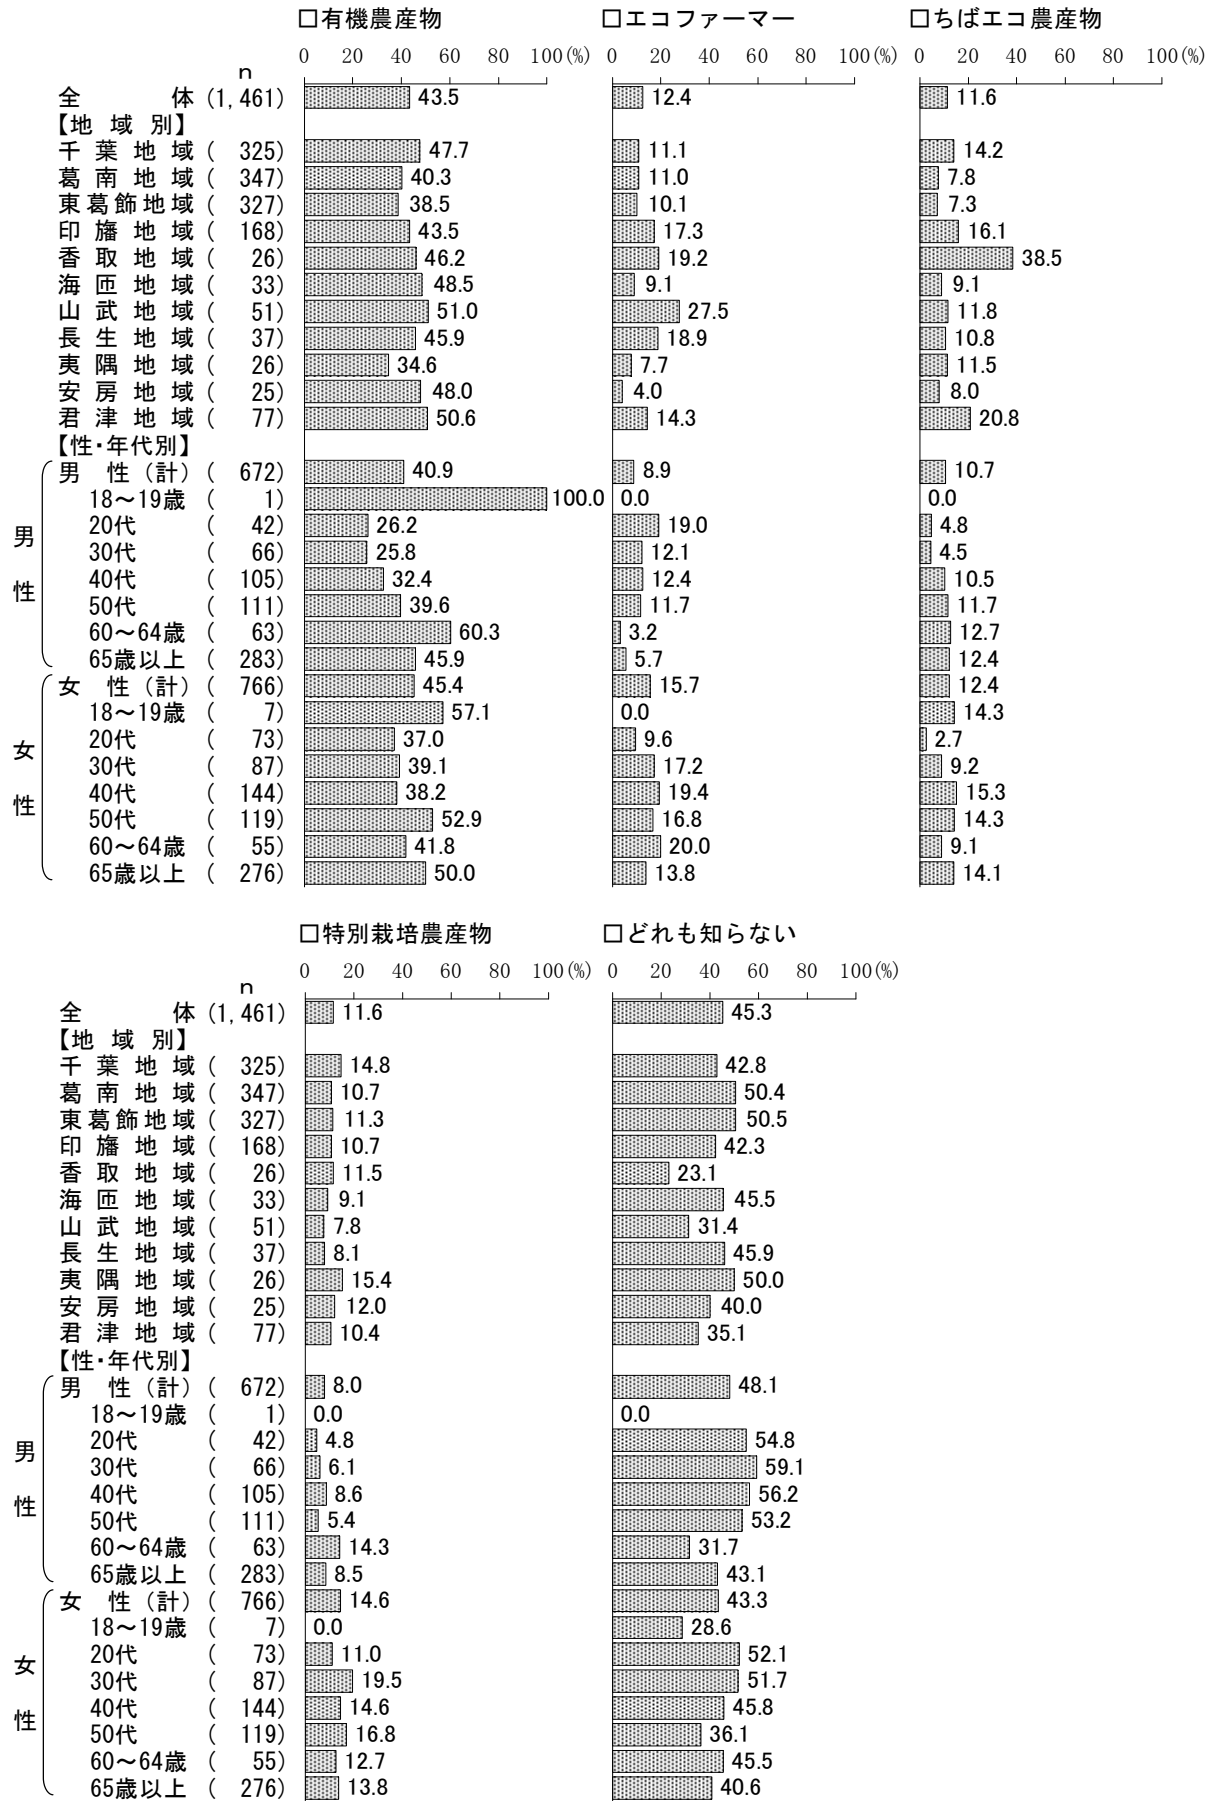 □有機農産物 □エコファーマー □ちばエコ農産物
0 20 40 60 80 100(%) 0 20 40 60 80 100(%) 0 20 40 60 80 100(%)
n
全体(1,461) 43.5 12.4 11.6
【地域別】
千葉地域( 325) 47.7 11.1 14.2
葛南地域( 347) 40.3 11.0 7.8
東葛飾地域( 327) 38.5 10.1 7.3
印旛地域( 168) 43.5 17.3 16.1
香取地域( 26) 46.2 19.2 38.5
海匝地域( 33) 48.5 9.1 9.1
山武地域( 51) 51.0 27.5 11.8
長生地域( 37) 45.9 18.9 10.8
夷隅地域( 26) 34.6 7.7 11.5
安房地域( 25) 48.0 4.0 8.0
君津地域( 77) 50.6 14.3 20.8
【性・年代別】
男性
男性(計)( 672) 40.9 8.9 10.7
18～19歳( 1) 100.0 0.0 0.0
20代( 42) 26.2 19.0 4.8
30代( 66) 25.8 12.1 4.5
40代( 105) 32.4 12.4 10.5
50代( 111) 39.6 11.7 11.7
60～64歳( 63) 60.3 3.2 12.7
65歳以上( 283) 45.9 5.7 12.4
女性
女性(計)( 766) 45.4 15.7 12.4
18～19歳( 7) 57.1 0.0 14.3
20代( 73) 37.0 9.6 2.7
30代( 87) 39.1 17.2 9.2
40代( 144) 38.2 19.4 15.3
50代( 119) 52.9 16.8 14.3
60～64歳( 55) 41.8 20.0 9.1
65歳以上( 276) 50.0 13.8 14.1
□特別栽培農産物 □どれも知らない
0 20 40 60 80 100(%) 0 20 40 60 80 100(%)
n
全体(1,461) 11.6 45.3
【地域別】
千葉地域( 325) 14.8 42.8
葛南地域( 347) 10.7 50.4
東葛飾地域( 327) 11.3 50.5
印旛地域( 168) 10.7 42.3
香取地域( 26) 11.5 23.1
海匝地域( 33) 9.1 45.5
山武地域( 51) 7.8 31.4
長生地域( 37) 8.1 45.9
夷隅地域( 26) 15.4 50.0
安房地域( 25) 12.0 40.0
君津地域( 77) 10.4 35.1
【性・年代別】
男性
男性(計)( 672) 8.0 48.1
18～19歳( 1) 0.0 0.0
20代( 42) 4.8 54.8
30代( 66) 6.1 59.1
40代( 105) 8.6 56.2
50代( 111) 5.4 53.2
60～64歳( 63) 14.3 31.7
65歳以上( 283) 8.5 43.1
女性
女性(計)( 766) 14.6 43.3
18～19歳( 7) 0.0 28.6
20代( 73) 11.0 52.1
30代( 87) 19.5 51.7
40代( 144) 14.6 45.8
50代( 119) 16.8 36.1
60～64歳( 55) 12.7 45.5
65歳以上( 276) 13.8 40.6